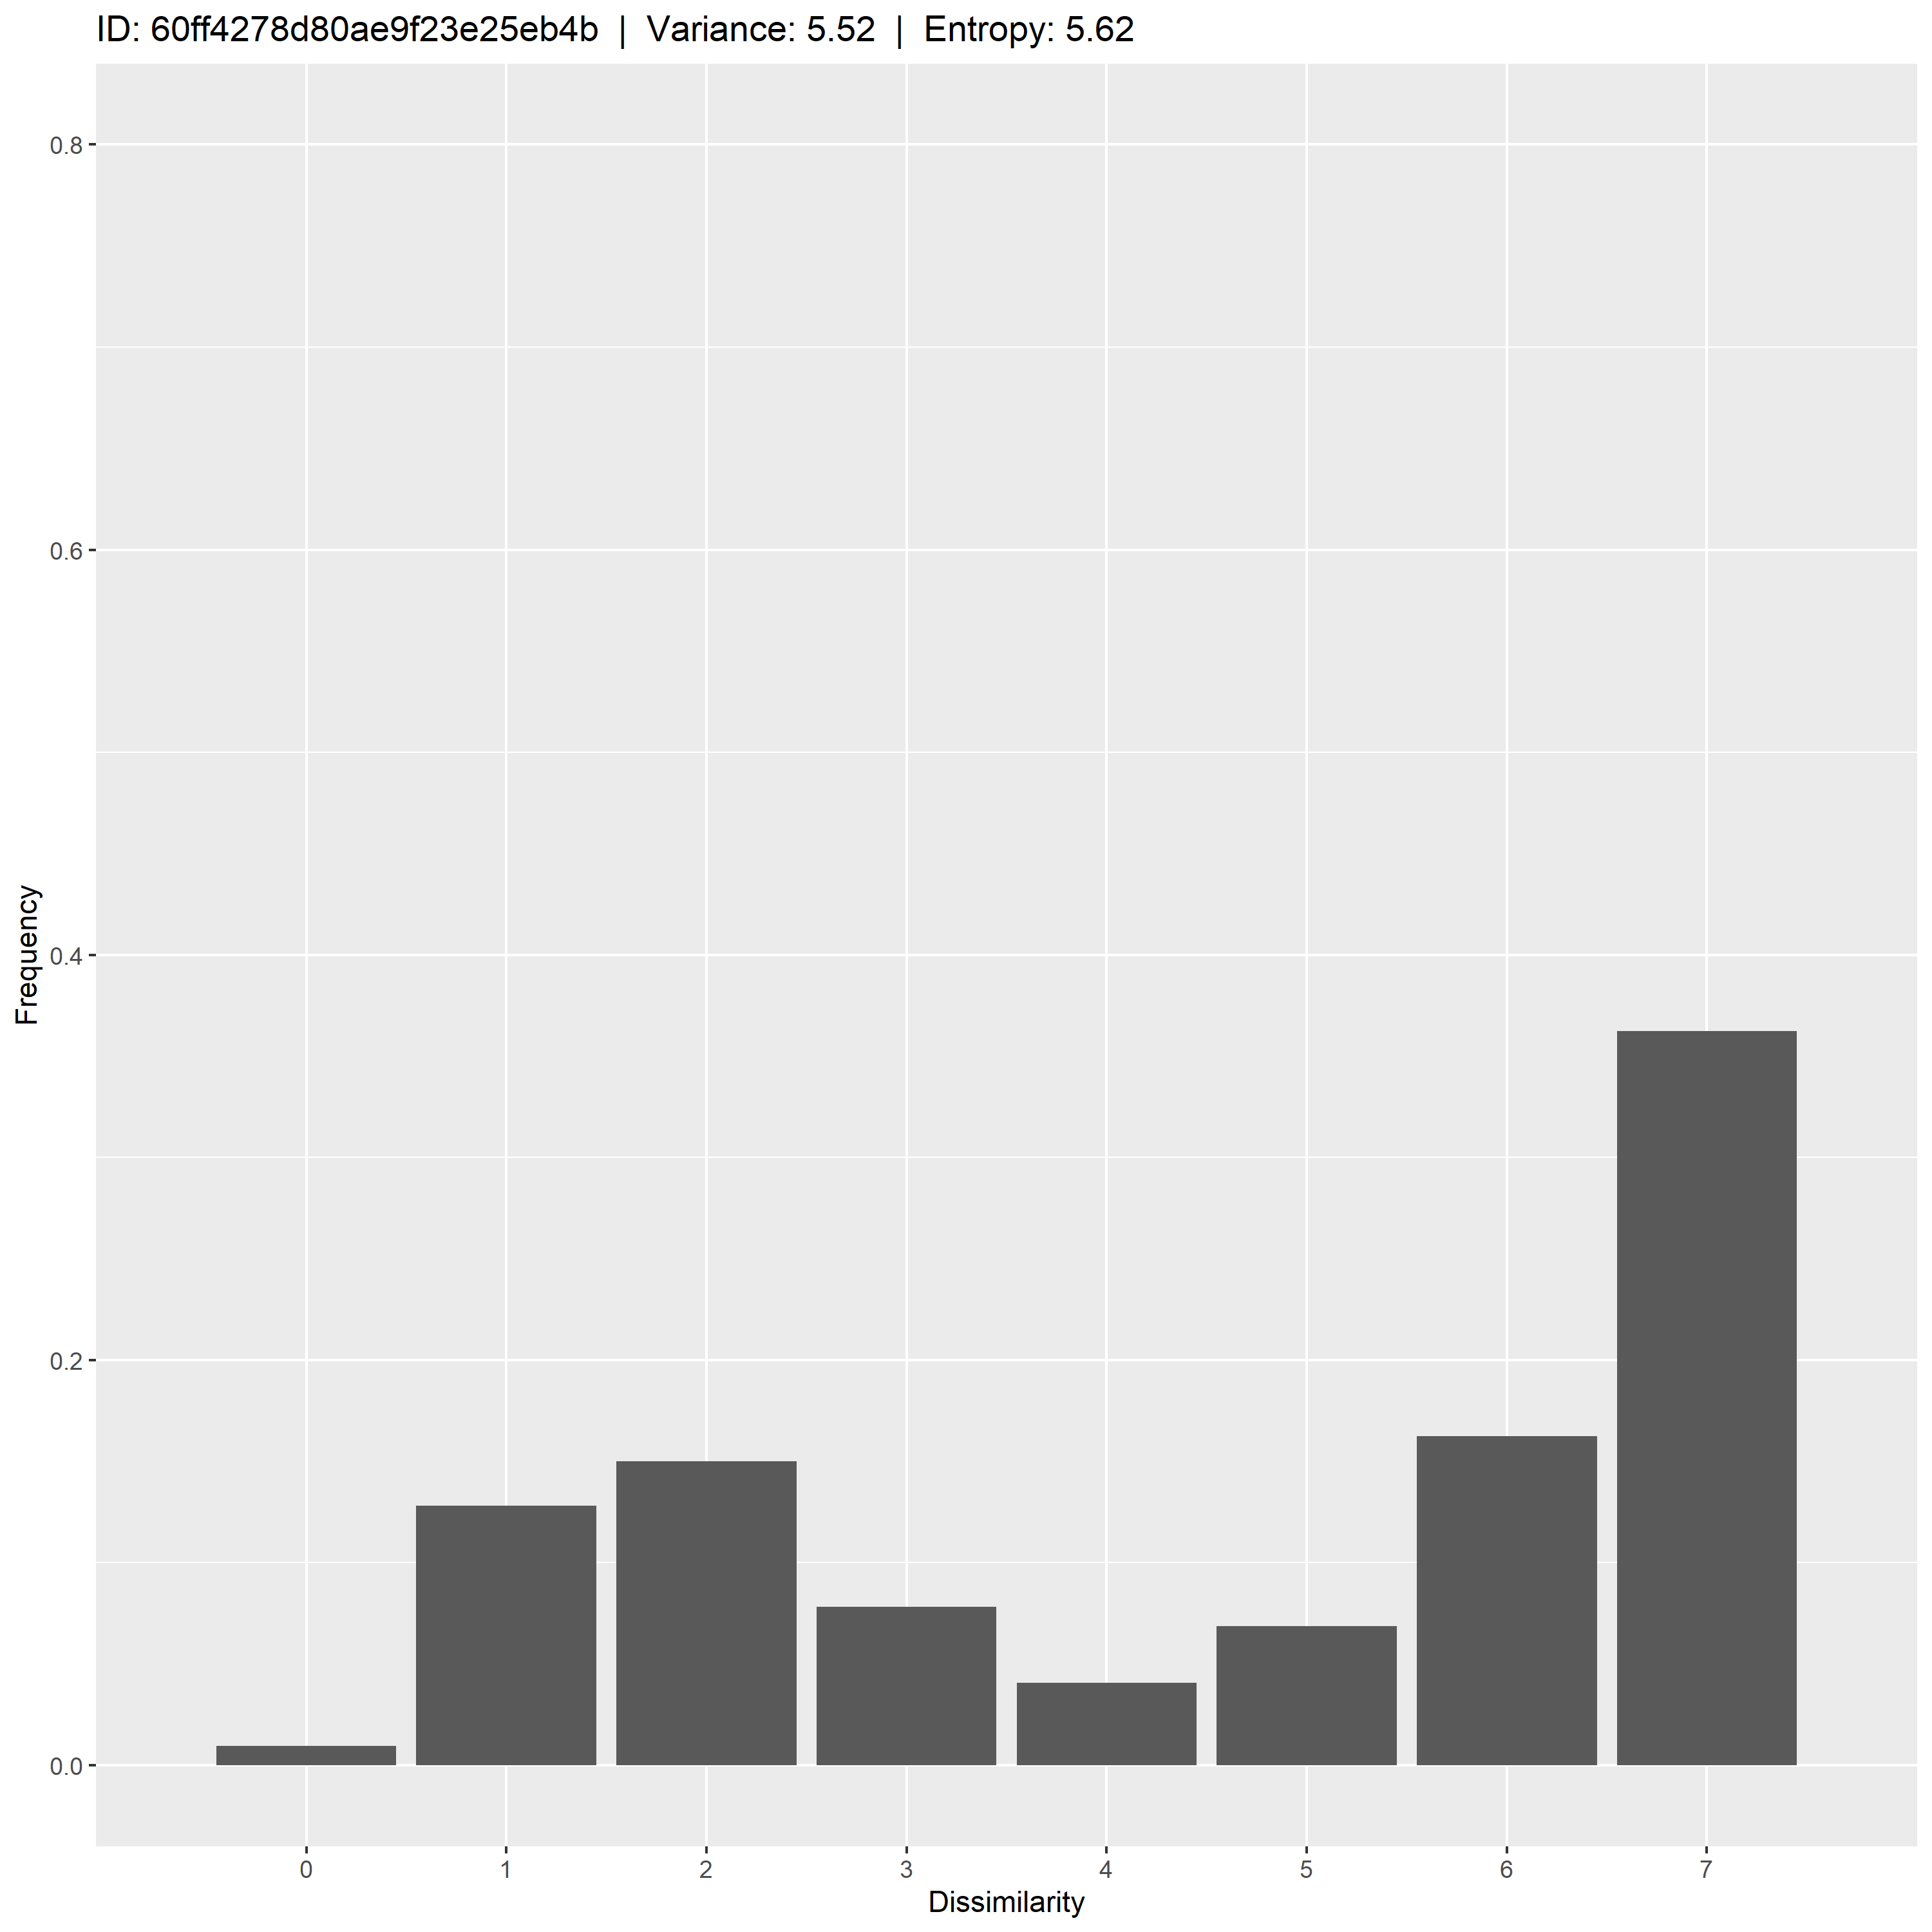 ID: 60ff4278d80ae9f23e25eb4b | Variance: 5.52 | Entropy: 5.62
0.8
0.6
0.4
0.2
0.0
Frequency
0 1 2 3 4 5 6 7
Dissimilarity